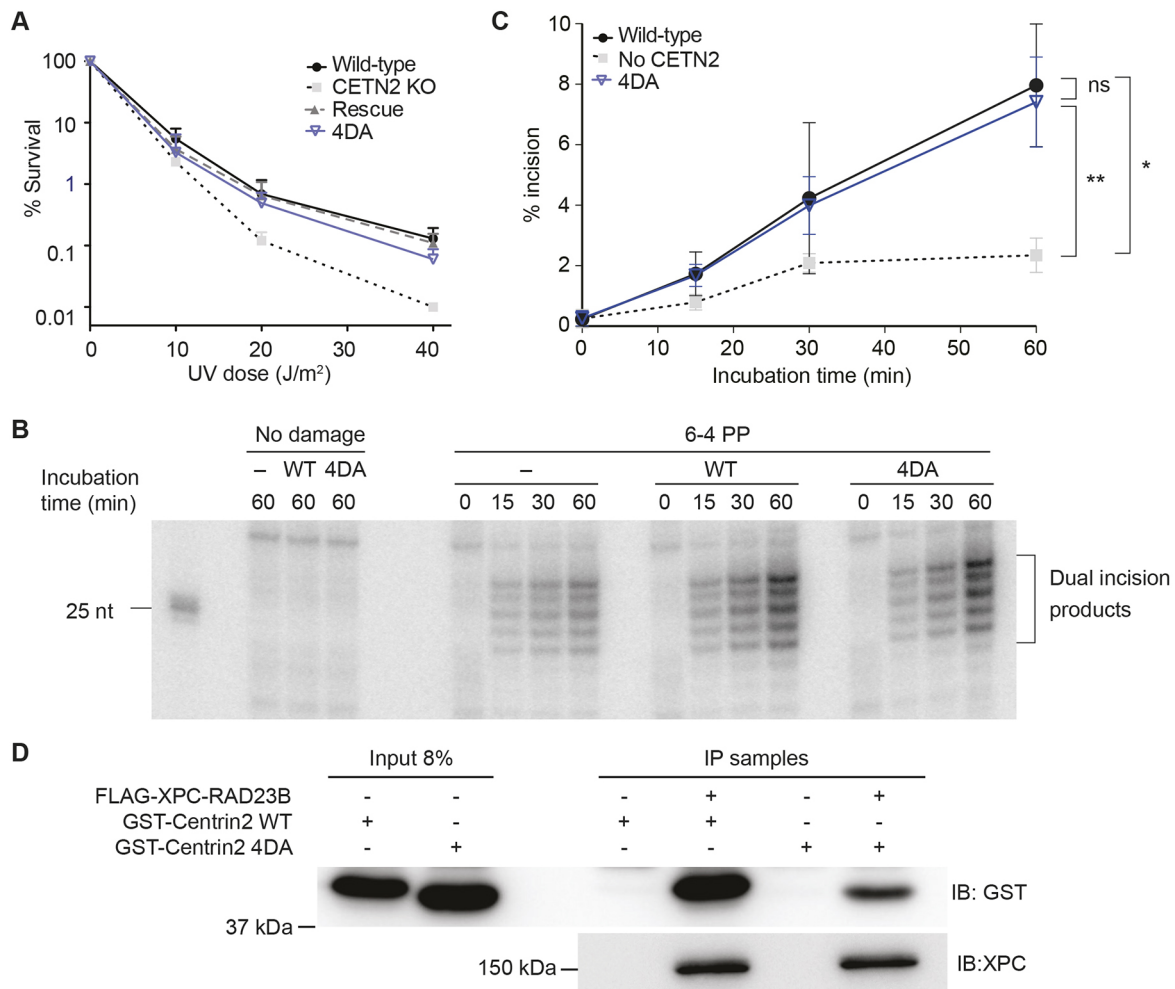 A
100
10
1
0.1
0.01
% Survival
0 10 20 30 40
UV dose (J/m²)
Wild-type
CETN2 KO
Rescue
4DA
C
10
8
6
4
2
0
% incision
0 10 20 30 40 50 60
Incubation time (min)
Wild-type
No CETN2
4DA
ns
**
*
B
No damage
6-4 PP
– WT 4DA
– WT 4DA
Incubation
time (min)
60 60 60 0 15 30 60 0 15 30 60 0 15 30 60
25 nt
Dual incision
products
D
Input 8%
IP samples
FLAG-XPC-RAD23B - - - + - +
GST-Centrin2 WT + - + + - -
GST-Centrin2 4DA - + - - + +
IB: GST
37 kDa
150 kDa
IB:XPC